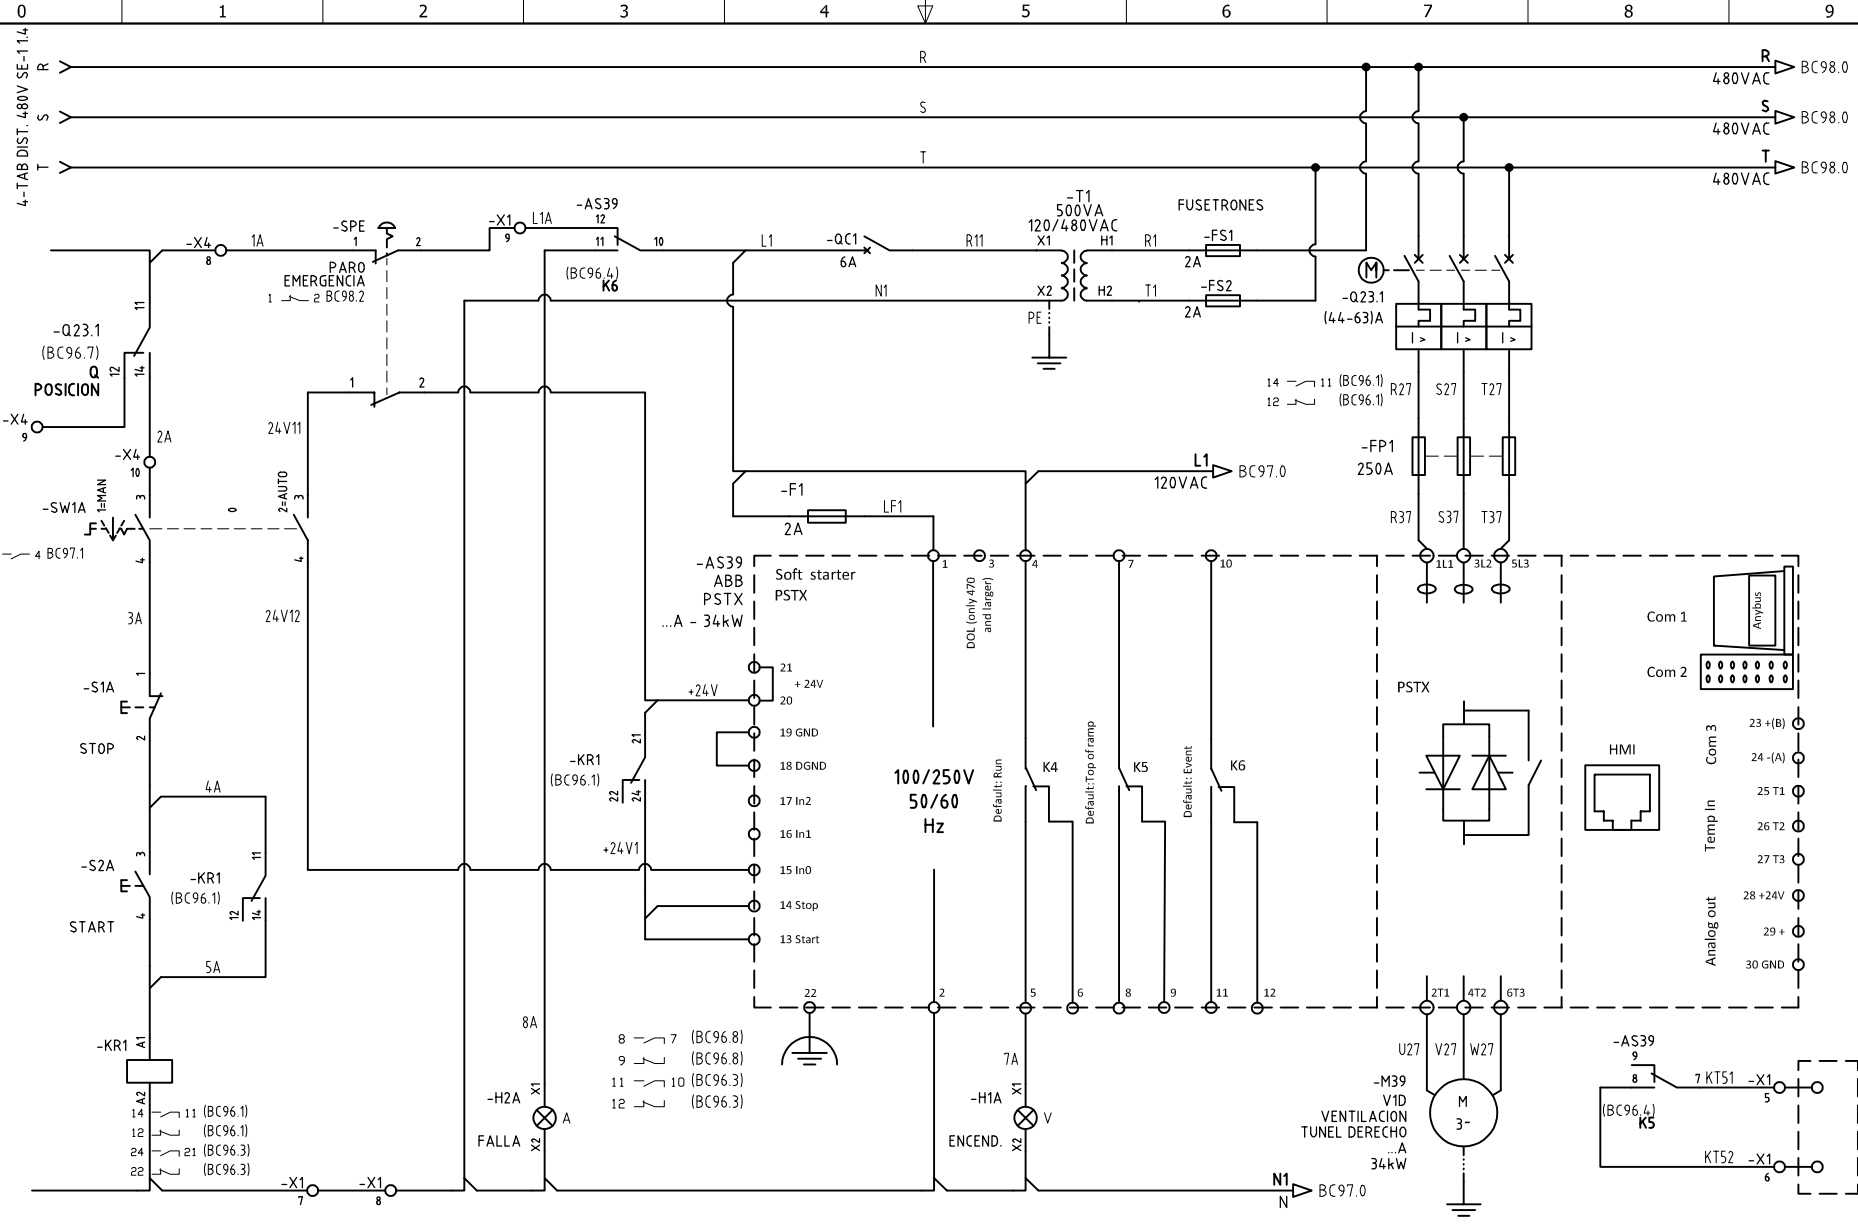 0 1 2 3 4 5 6 7 8 9
4-TAB DIST. 480V SE-11.4
R R R BC98.0
480VAC
S S S BC98.0
480VAC
T T T BC98.0
480VAC
-X4 8 1A
-SPE
1 2
PARO
EMERGENCIA
1 2 BC98.2
-X1 9 L1A
-AS39
12
11 10
(BC96.4)
K6
L1
-QC1
6A
R11
-T1
500VA
120/480VAC
X1 H1
X2 H2
PE
N1
FUSETRONES
R1 -FS1
2A
T1 -FS2
2A
M
-Q23.1
(44-63)A
I > I > I >
14 11 (BC96.1)
12 (BC96.1)
R27 S27 T27
-FP1
250A
R37 S37 T37
11
-Q23.1
(BC96.7)
Q
POSICION
12 14
-X4
9
2A
-X4
10
-SW1A
1=MAN
0
2=AUTO
3 4
3 4
4 BC97.1
1 2
24V11
24V12
3A
-S1A
1
2
STOP
4A
-S2A
3
4
START
-KR1
(BC96.1)
11
12 14
5A
-KR1
A1
A2
14 11 (BC96.1)
12 (BC96.1)
24 21 (BC96.3)
22 (BC96.3)
-X1
7
-X1
8
L1
120VAC
BC97.0
-F1
2A
LF1
-AS39
ABB
PSTX
...A - 34kW
Soft starter
PSTX
+24V
-KR1
(BC96.1)
21
22 24
+24V1
21
+ 24V
20
19 GND
18 DGND
17 In2
16 In1
15 In0
14 Stop
13 Start
22
1 3 4 7 10
DOL (only 470
and larger)
100/250V
50/60
Hz
Default: Run
K4
Default:Top of ramp
K5
Default: Event
K6
2 5 6 8 9 11 12
1L1 3L2 5L3
PSTX
2T1 4T2 6T3
Com 1
Anybus
Com 2
HMI
Com 3
23 +(B)
24 -(A)
Temp In
25 T1
26 T2
27 T3
Analog out
28 +24V
29 +
30 GND
8A
-H2A
X1
X2
A
FALLA
8 7 (BC96.8)
9 (BC96.8)
11 10 (BC96.3)
12 (BC96.3)
7A
-H1A
X1
X2
V
ENCEND.
N1
N
BC97.0
U27 V27 W27
-M39
V1D
VENTILACION
TUNEL DERECHO
...A
34kW
M
3~
-AS39
9
8 7 KT51 -X1
5
(BC96.4)
K5
KT52 -X1
6